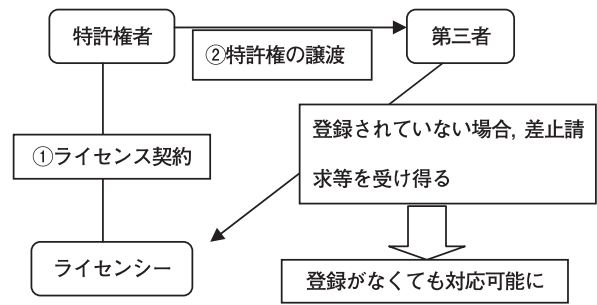 特許権者
第三者
②特許権の譲渡
登録されていない場合, 差止請
求等を受け得る
①ライセンス契約
ライセンシー
登録がなくても対応可能に